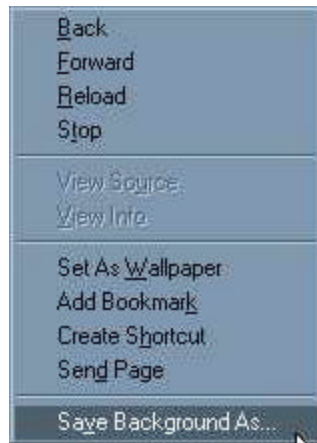 Back
Forward
Reload
Stop
View Source
View Info
Set As Wallpaper
Add Bookmark
Create Shortcut
Send Page
Save Background As...